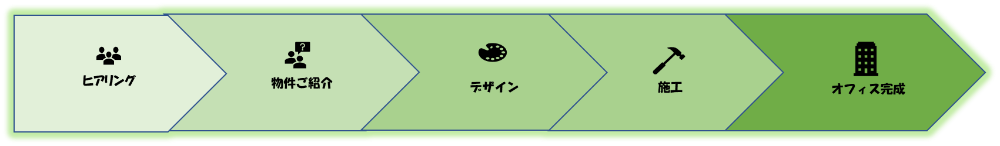 ヒアリング
物件ご紹介
デザイン
施工
オフィス完成